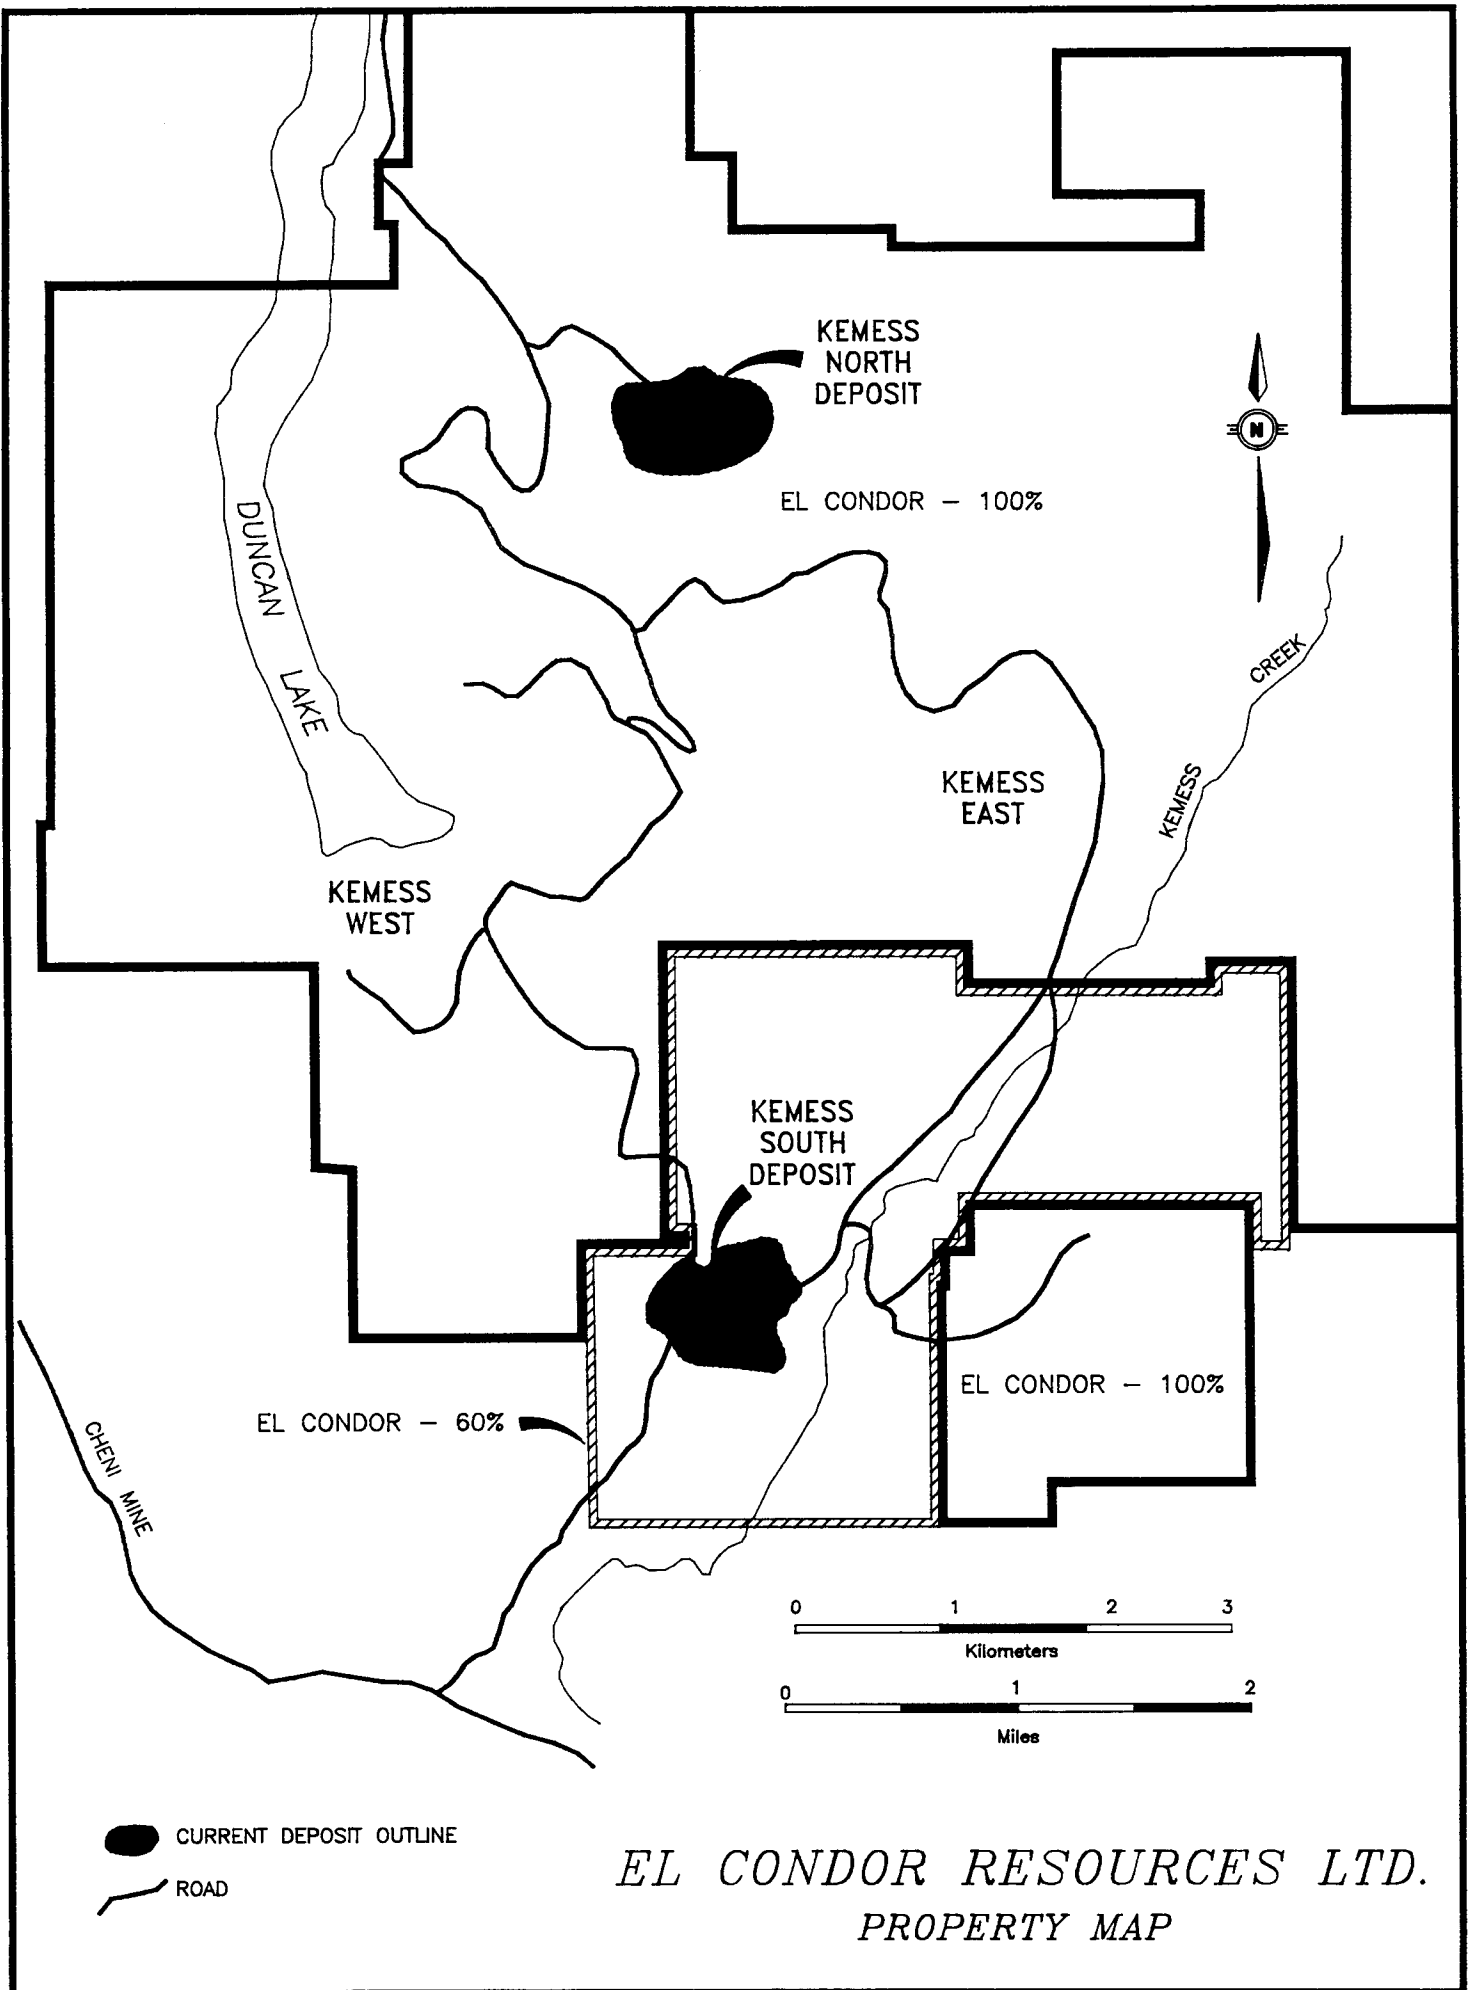 KEMESS
NORTH
DEPOSIT
N
EL CONDOR - 100%
DUNCAN LAKE
KEMESS CREEK
KEMESS
EAST
KEMESS
WEST
KEMESS
SOUTH
DEPOSIT
EL CONDOR - 100%
EL CONDOR - 60%
CHENI MINE
0 1 2 3
Kilometers
0 1 2
Miles
CURRENT DEPOSIT OUTLINE
ROAD
EL CONDOR RESOURCES LTD.
PROPERTY MAP